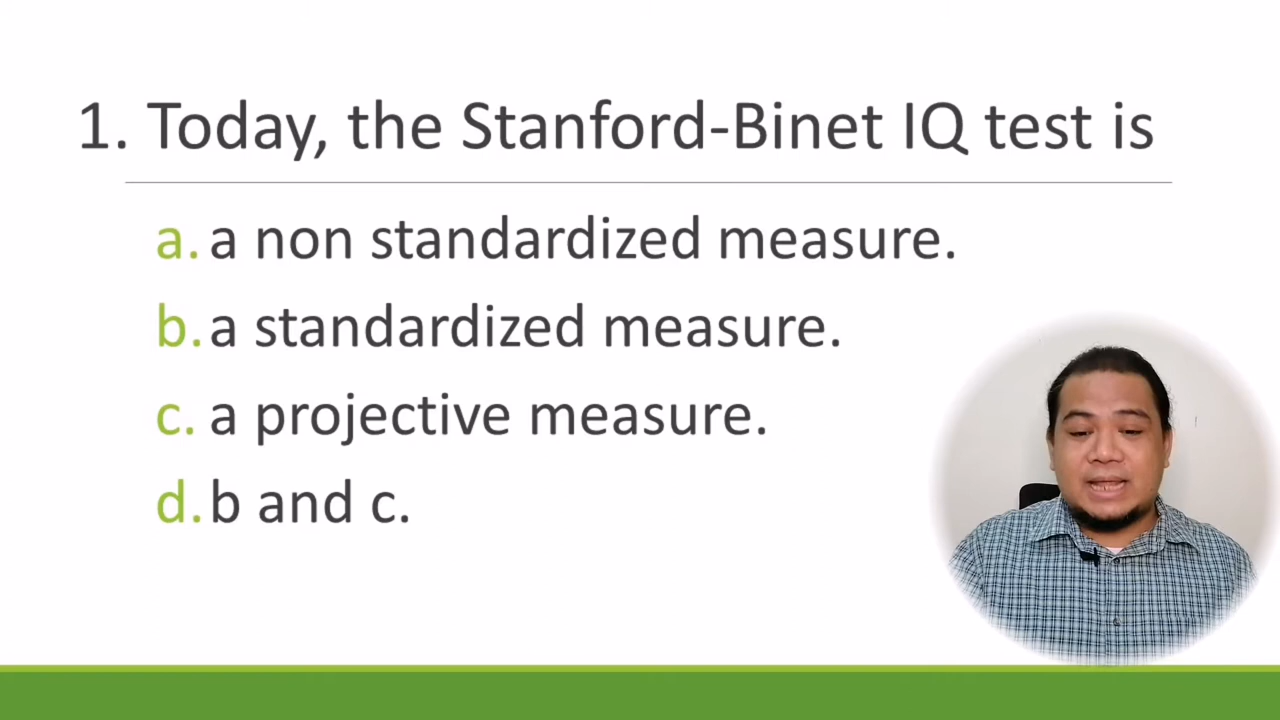 1. Today, the Stanford-Binet IQ test is
a. a non standardized measure.
b. a standardized measure.
c. a projective measure.
d. b and c.